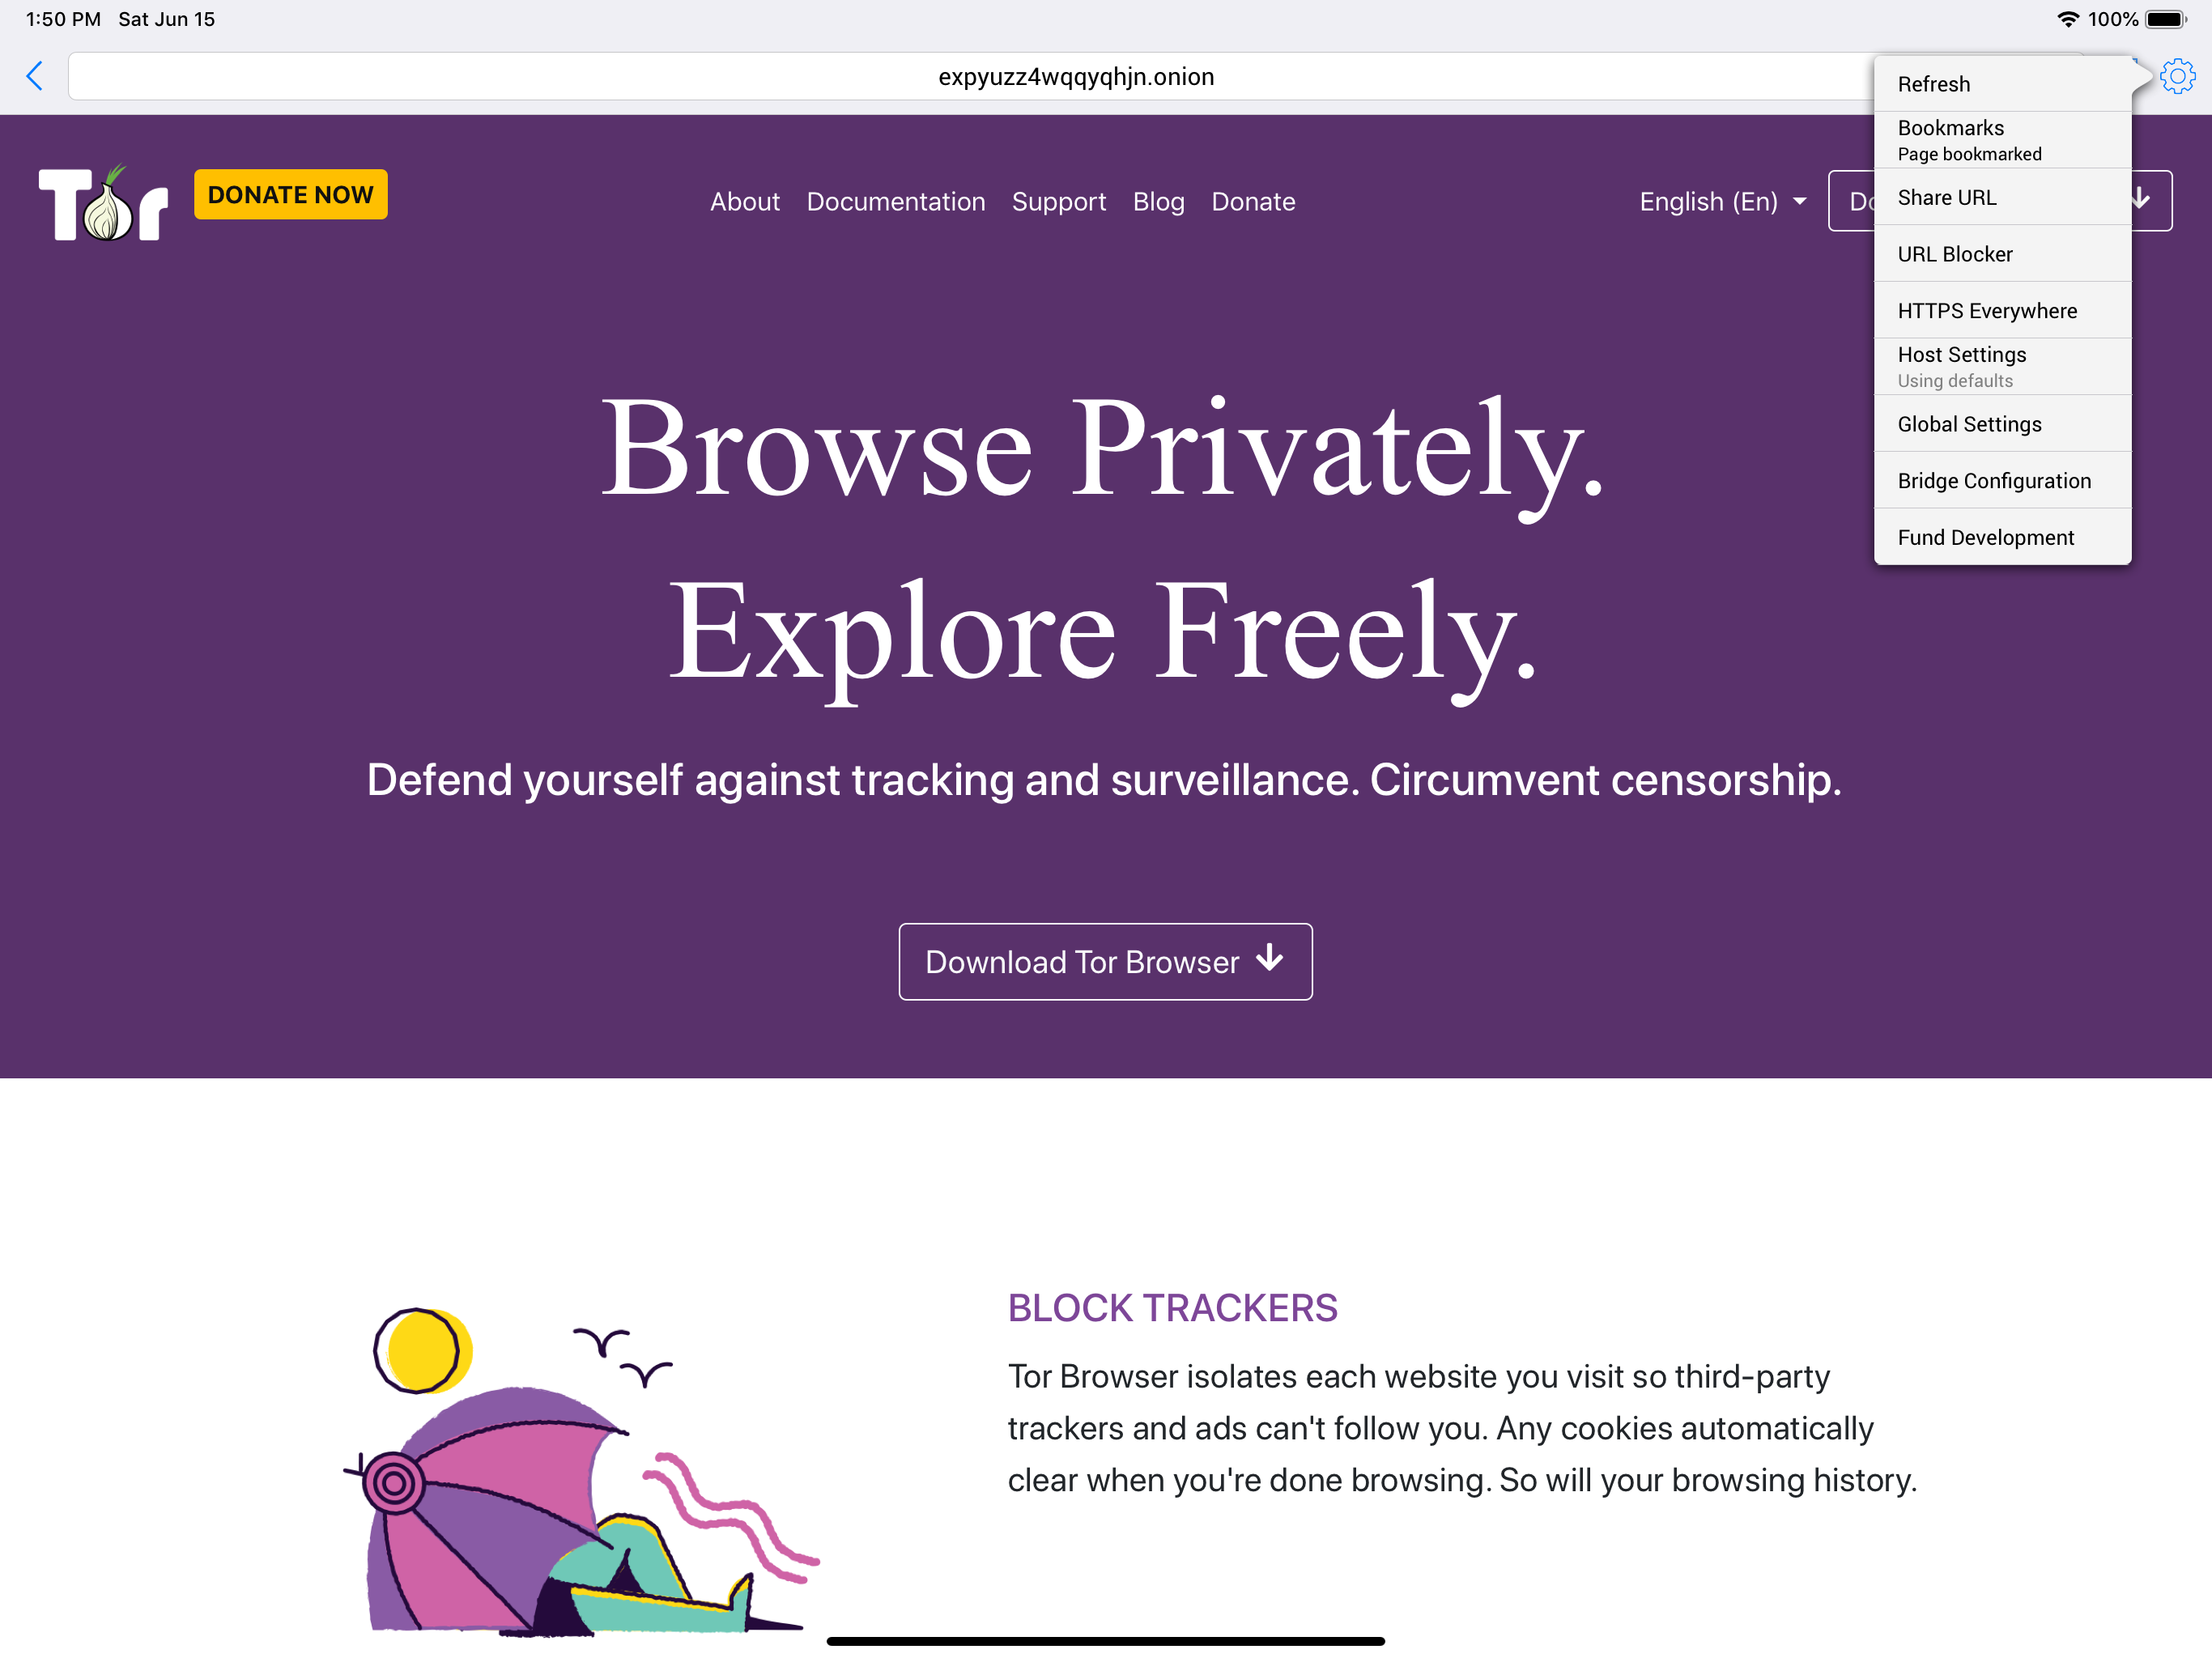 1:50 PM Sat Jun 15
100%
expyuzz4wqqyqhjn.onion
Refresh
Bookmarks
Page bookmarked
Share URL
URL Blocker
HTTPS Everywhere
Host Settings
Using defaults
Global Settings
Bridge Configuration
Fund Development
Tor
DONATE NOW
About Documentation Support Blog Donate
English (En)
Browse Privately.
Explore Freely.
Defend yourself against tracking and surveillance. Circumvent censorship.
Download Tor Browser
BLOCK TRACKERS
Tor Browser isolates each website you visit so third-party
trackers and ads can't follow you. Any cookies automatically
clear when you're done browsing. So will your browsing history.